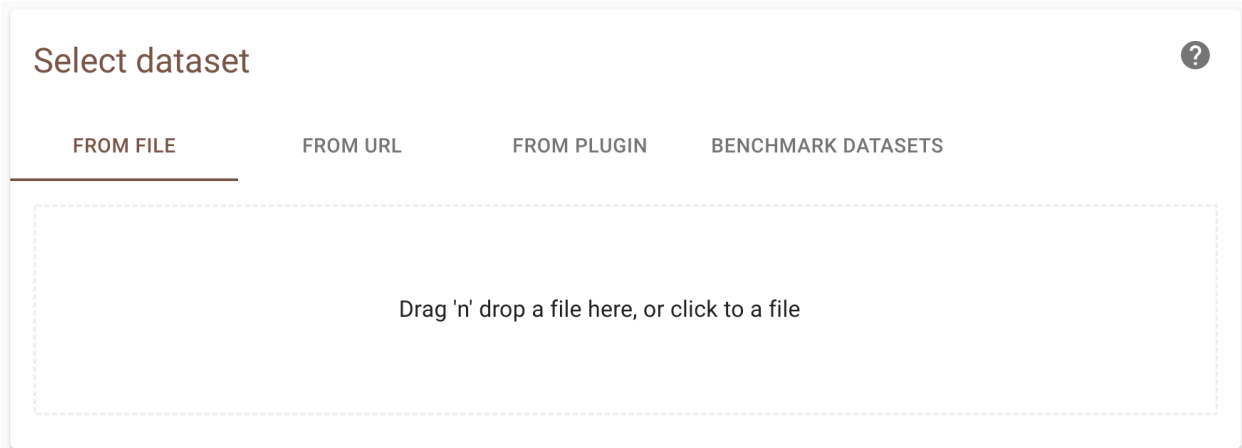 Select dataset
FROM FILE
FROM URL
FROM PLUGIN
BENCHMARK DATASETS
Drag 'n' drop a file here, or click to a file